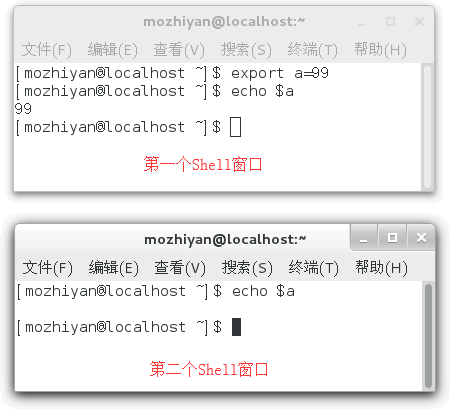 mozhiyan@localhost:~
文件(F) 编辑(E) 查看(V) 搜索(S) 终端(T) 帮助(H)
[mozhiyan@localhost ~]$ export a=99
[mozhiyan@localhost ~]$ echo $a
99
[mozhiyan@localhost ~]$
第一个Shell窗口
mozhiyan@localhost:~
文件(F) 编辑(E) 查看(V) 搜索(S) 终端(T) 帮助(H)
[mozhiyan@localhost ~]$ echo $a
[mozhiyan@localhost ~]$
第二个Shell窗口